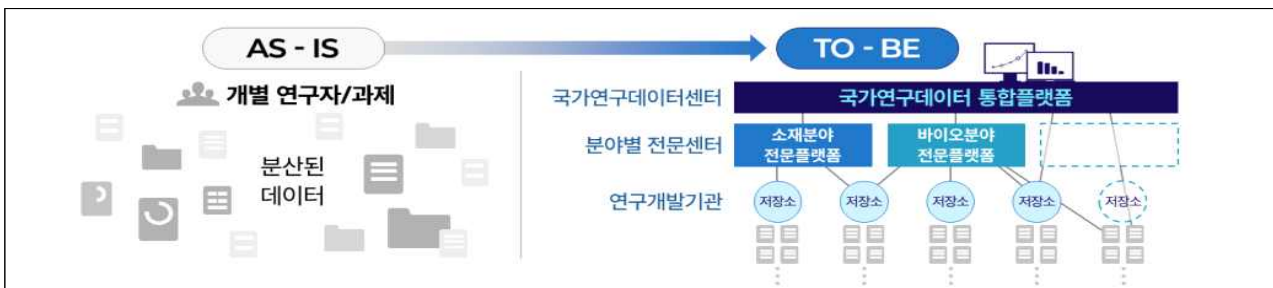 AS - IS
TO - BE
개별 연구자/과제
분산된
데이터
국가연구데이터센터
국가연구데이터 통합플랫폼
분야별 전문센터
소재분야
전문플랫폼
바이오분야
전문플랫폼
연구개발기관
저장소
저장소
저장소
저장소
저장소